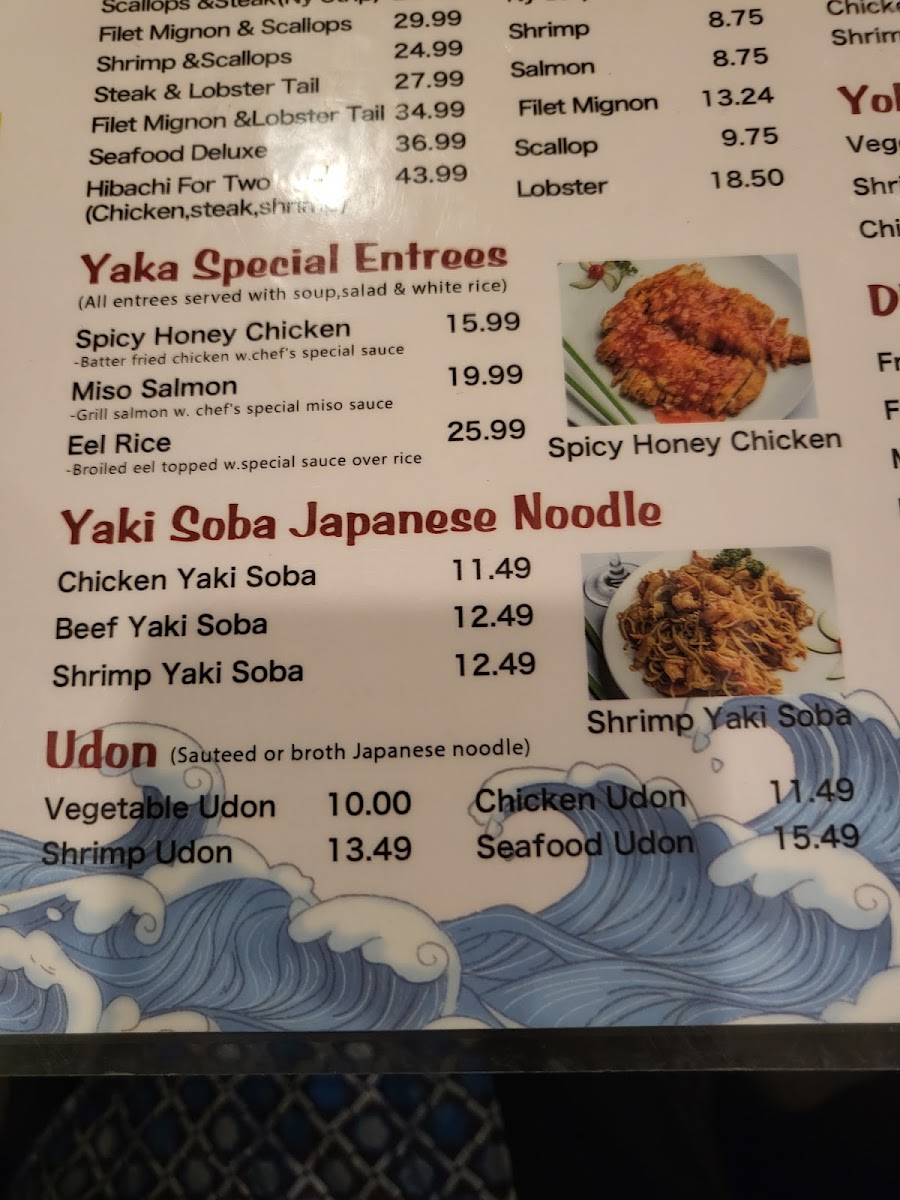 Scallops &Steak(Ny Strip)
Filet Mignon & Scallops 29.99
Shrimp &Scallops 24.99
Steak & Lobster Tail 27.99
Filet Mignon &Lobster Tail 34.99
Seafood Deluxe 36.99
Hibachi For Two 43.99
(Chicken,steak,shrimp)
Shrimp 8.75
Salmon 8.75
Filet Mignon 13.24
Scallop 9.75
Lobster 18.50
Yaka Special Entrees
(All entrees served with soup,salad & white rice)
Spicy Honey Chicken 15.99
-Batter fried chicken w.chef's special sauce
Miso Salmon 19.99
-Grill salmon w. chef's special miso sauce
Eel Rice 25.99
-Broiled eel topped w.special sauce over rice
Spicy Honey Chicken
Yaki Soba Japanese Noodle
Chicken Yaki Soba 11.49
Beef Yaki Soba 12.49
Shrimp Yaki Soba 12.49
Shrimp Yaki Soba
Udon (Sauteed or broth Japanese noodle)
Vegetable Udon 10.00 Chicken Udon 11.49
Shrimp Udon 13.49 Seafood Udon 15.49